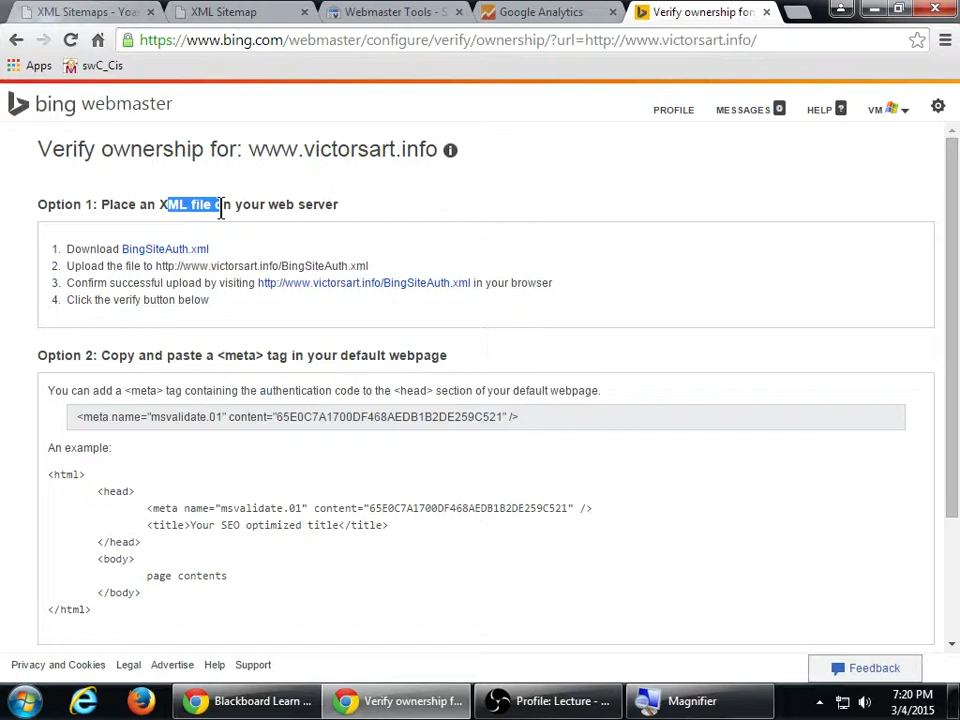 XML Sitemaps - Yoa
XML Sitemap
Webmaster Tools - S
Google Analytics
Verify ownership for:
https://www.bing.com/webmaster/configure/verify/ownership/?url=http://www.victorsart.info/
Apps
swC_Cis
bing webmaster
PROFILE
MESSAGES 0
HELP ?
VM
Verify ownership for: www.victorsart.info
Option 1: Place an XML file on your web server
1. Download BingSiteAuth.xml
2. Upload the file to http://www.victorsart.info/BingSiteAuth.xml
3. Confirm successful upload by visiting http://www.victorsart.info/BingSiteAuth.xml in your browser
4. Click the verify button below
Option 2: Copy and paste a <meta> tag in your default webpage
You can add a <meta> tag containing the authentication code to the <head> section of your default webpage.
<meta name="msvalidate.01" content="65E0C7A1700DF468AEDB1B2DE259C521" />
An example:
<html>
<head>
<meta name="msvalidate.01" content="65E0C7A1700DF468AEDB1B2DE259C521" />
<title>Your SEO optimized title</title>
</head>
<body>
page contents
</body>
</html>
Privacy and Cookies
Legal
Advertise
Help
Support
Feedback
Blackboard Learn ...
Verify ownership f...
Profile: Lecture - ...
Magnifier
7:20 PM
3/4/2015